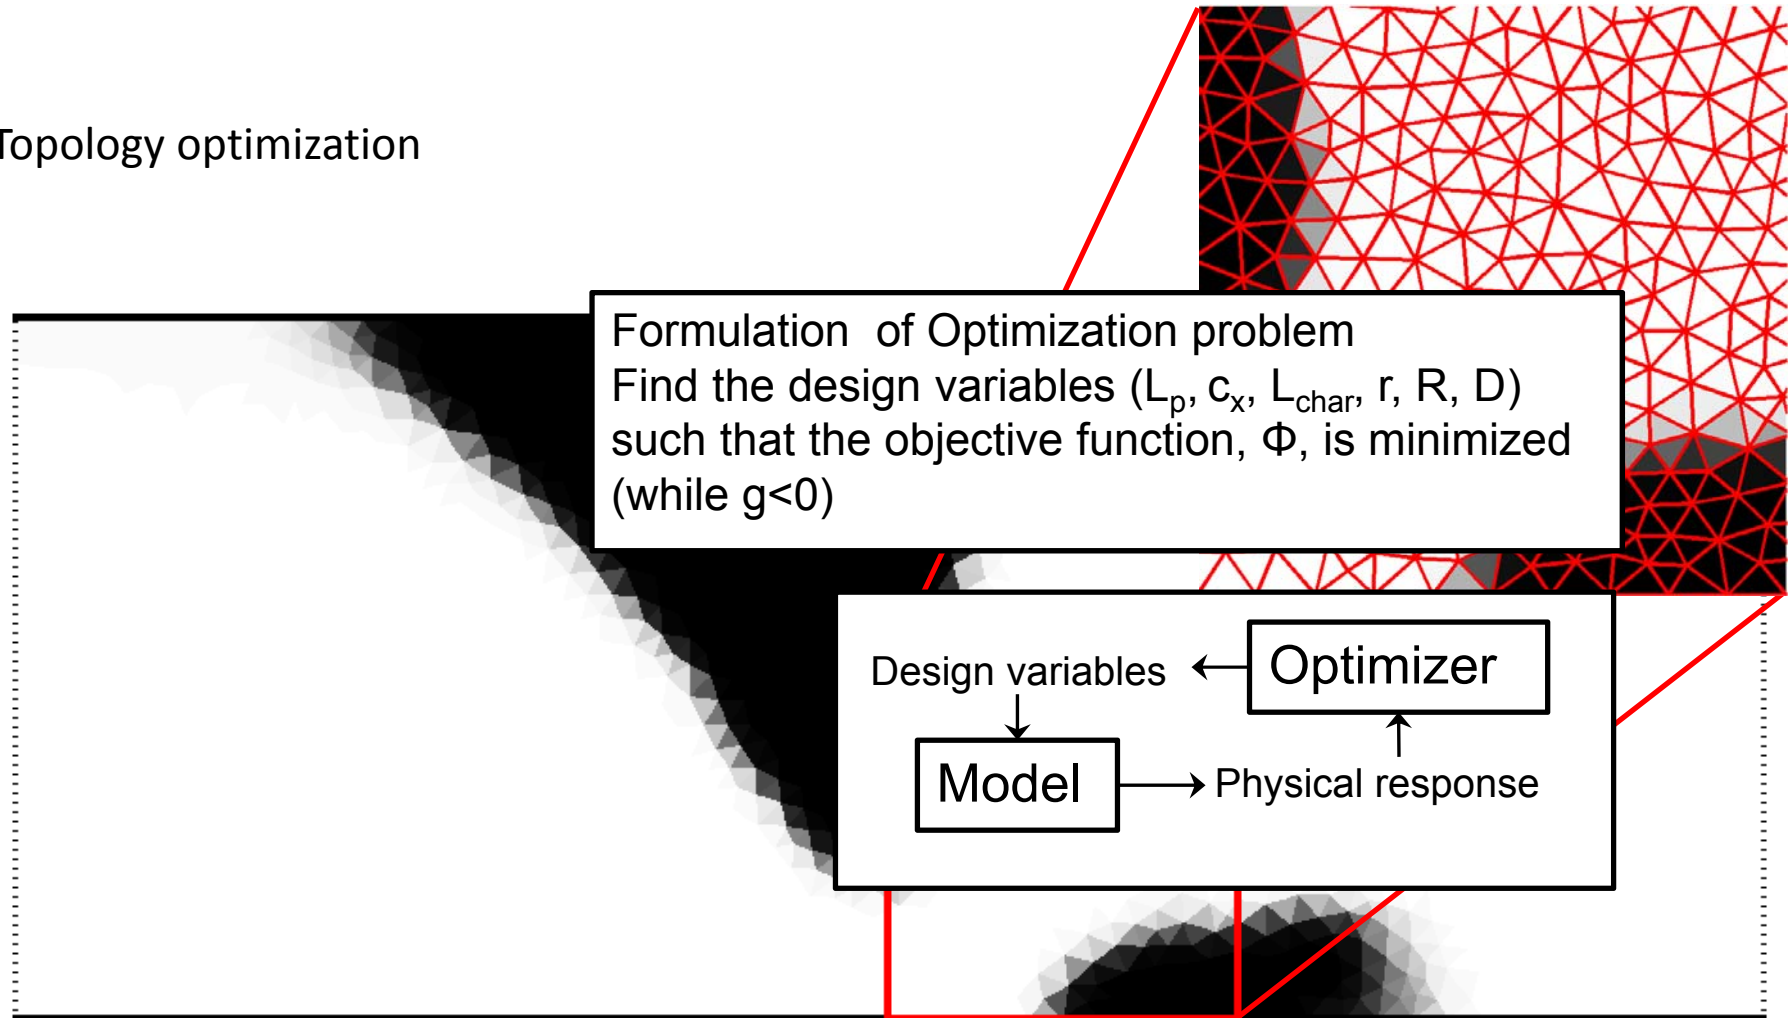 Topology optimization
Formulation of Optimization problem
Find the design variables (Lp, cx, Lchar, r, R, D)
such that the objective function, Φ, is minimized
(while g<0)
Design variables
Optimizer
Model
Physical response